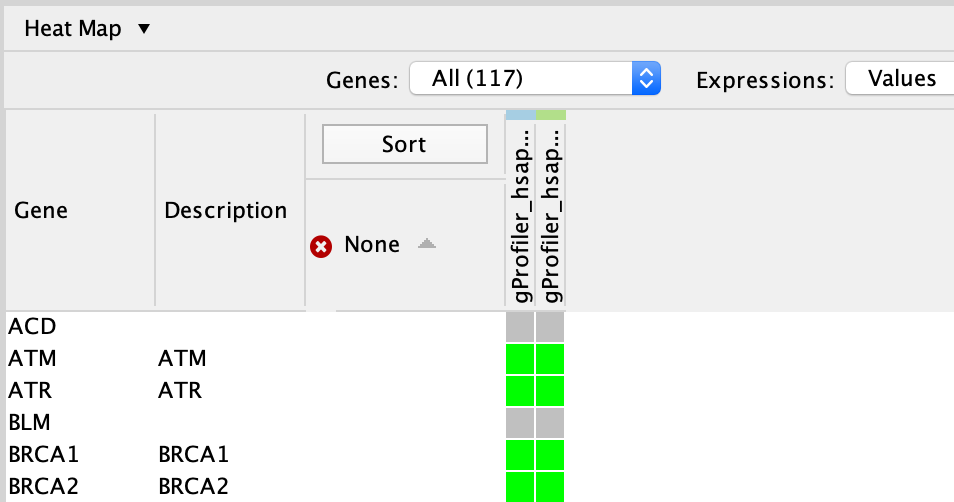 Heat Map ▼
Genes: All (117) Expressions: Values
Gene Description Sort
None
gProfiler_hsap...
gProfiler_hsap...
ACD
ATM ATM
ATR ATR
BLM
BRCA1 BRCA1
BRCA2 BRCA2